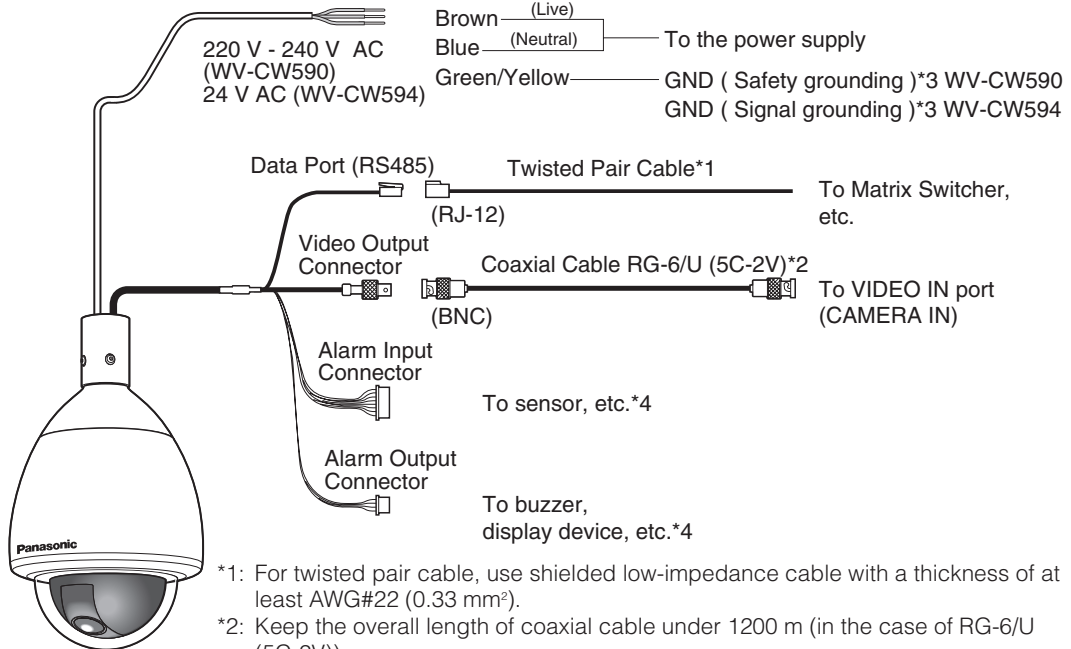 Brown (Live)
Blue (Neutral)
To the power supply
Green/Yellow
GND ( Safety grounding )*3 WV-CW590
GND ( Signal grounding )*3 WV-CW594
220 V - 240 V AC
(WV-CW590)
24 V AC (WV-CW594)
Data Port (RS485)
Twisted Pair Cable*1
(RJ-12)
To Matrix Switcher,
etc.
Video Output
Connector
Coaxial Cable RG-6/U (5C-2V)*2
(BNC)
To VIDEO IN port
(CAMERA IN)
Alarm Input
Connector
To sensor, etc.*4
Alarm Output
Connector
To buzzer,
display device, etc.*4
Panasonic
*1: For twisted pair cable, use shielded low-impedance cable with a thickness of at
least AWG#22 (0.33 mm²).
*2: Keep the overall length of coaxial cable under 1200 m (in the case of RG-6/U